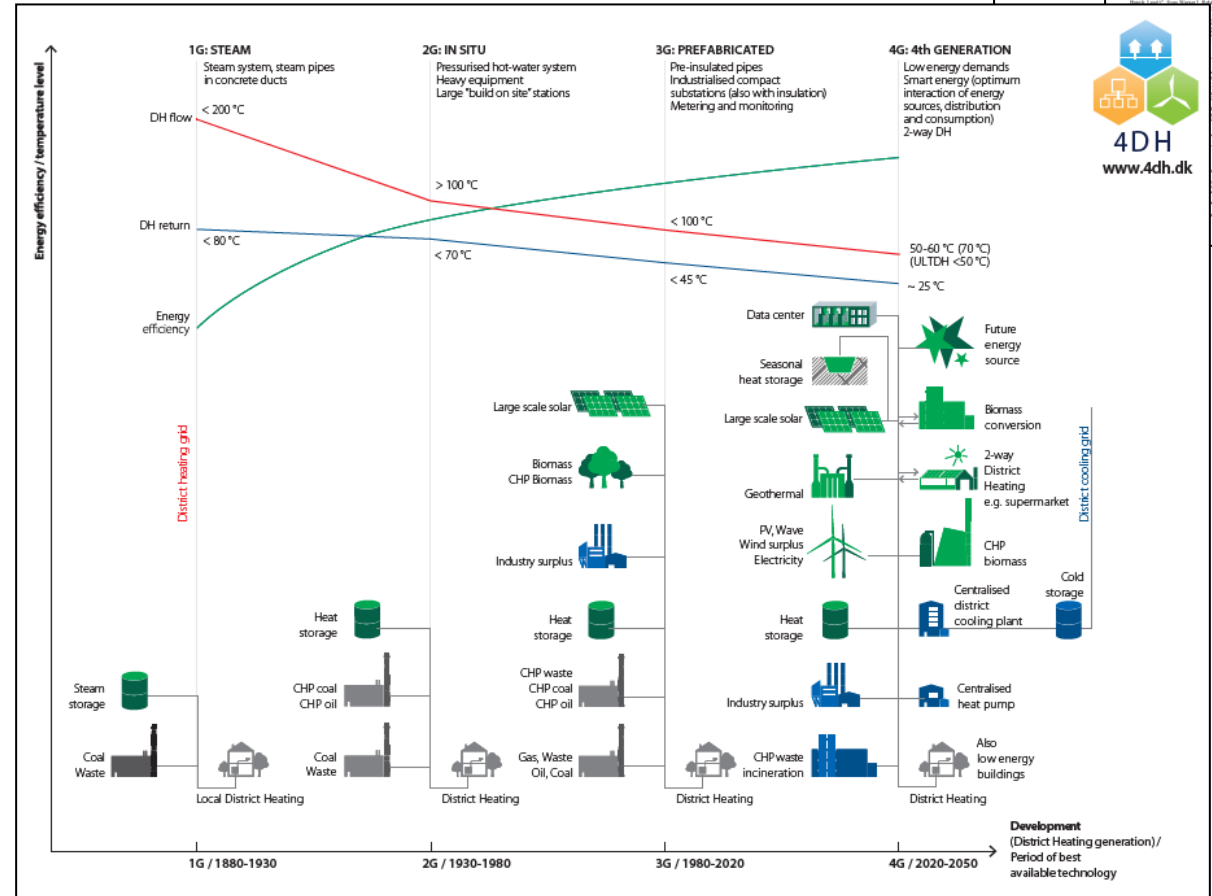 1G: STEAM
Steam system, steam pipes
in concrete ducts
2G: IN SITU
Pressurised hot-water system
Heavy equipment
Large "build on site" stations
3G: PREFABRICATED
Pre-insulated pipes
Industrialised compact
substations (also with insulation)
Metering and monitoring
4G: 4th GENERATION
Low energy demands
Smart energy (optimum
interaction of energy
sources, distribution
and consumption)
2-way DH
4DH
www.4dh.dk
Energy efficiency / temperature level
DH flow
< 200 °C
> 100 °C
< 100 °C
50-60 °C (70 °C)
(ULTDH <50 °C)
DH return
< 80 °C
< 70 °C
< 45 °C
~ 25 °C
Energy
efficiency
District heating grid
District cooling grid
Steam
storage
Coal
Waste
Local District Heating
Heat
storage
CHP coal
CHP oil
Coal
Waste
District Heating
Large scale solar
Biomass
CHP Biomass
Industry surplus
Heat
storage
CHP waste
CHP coal
CHP oil
Gas, Waste
Oil, Coal
District Heating
Data center
Seasonal
heat storage
Large scale solar
Geothermal
PV, Wave
Wind surplus
Electricity
Heat
storage
Industry surplus
CHP waste
incineration
Future
energy
source
Biomass
conversion
2-way
District
Heating
e.g. supermarket
CHP
biomass
Centralised
district
cooling plant
Cold
storage
Centralised
heat pump
Also
low energy
buildings
District Heating
1G / 1880-1930
2G / 1930-1980
3G / 1980-2020
4G / 2020-2050
Development
(District Heating generation) /
Period of best
available technology